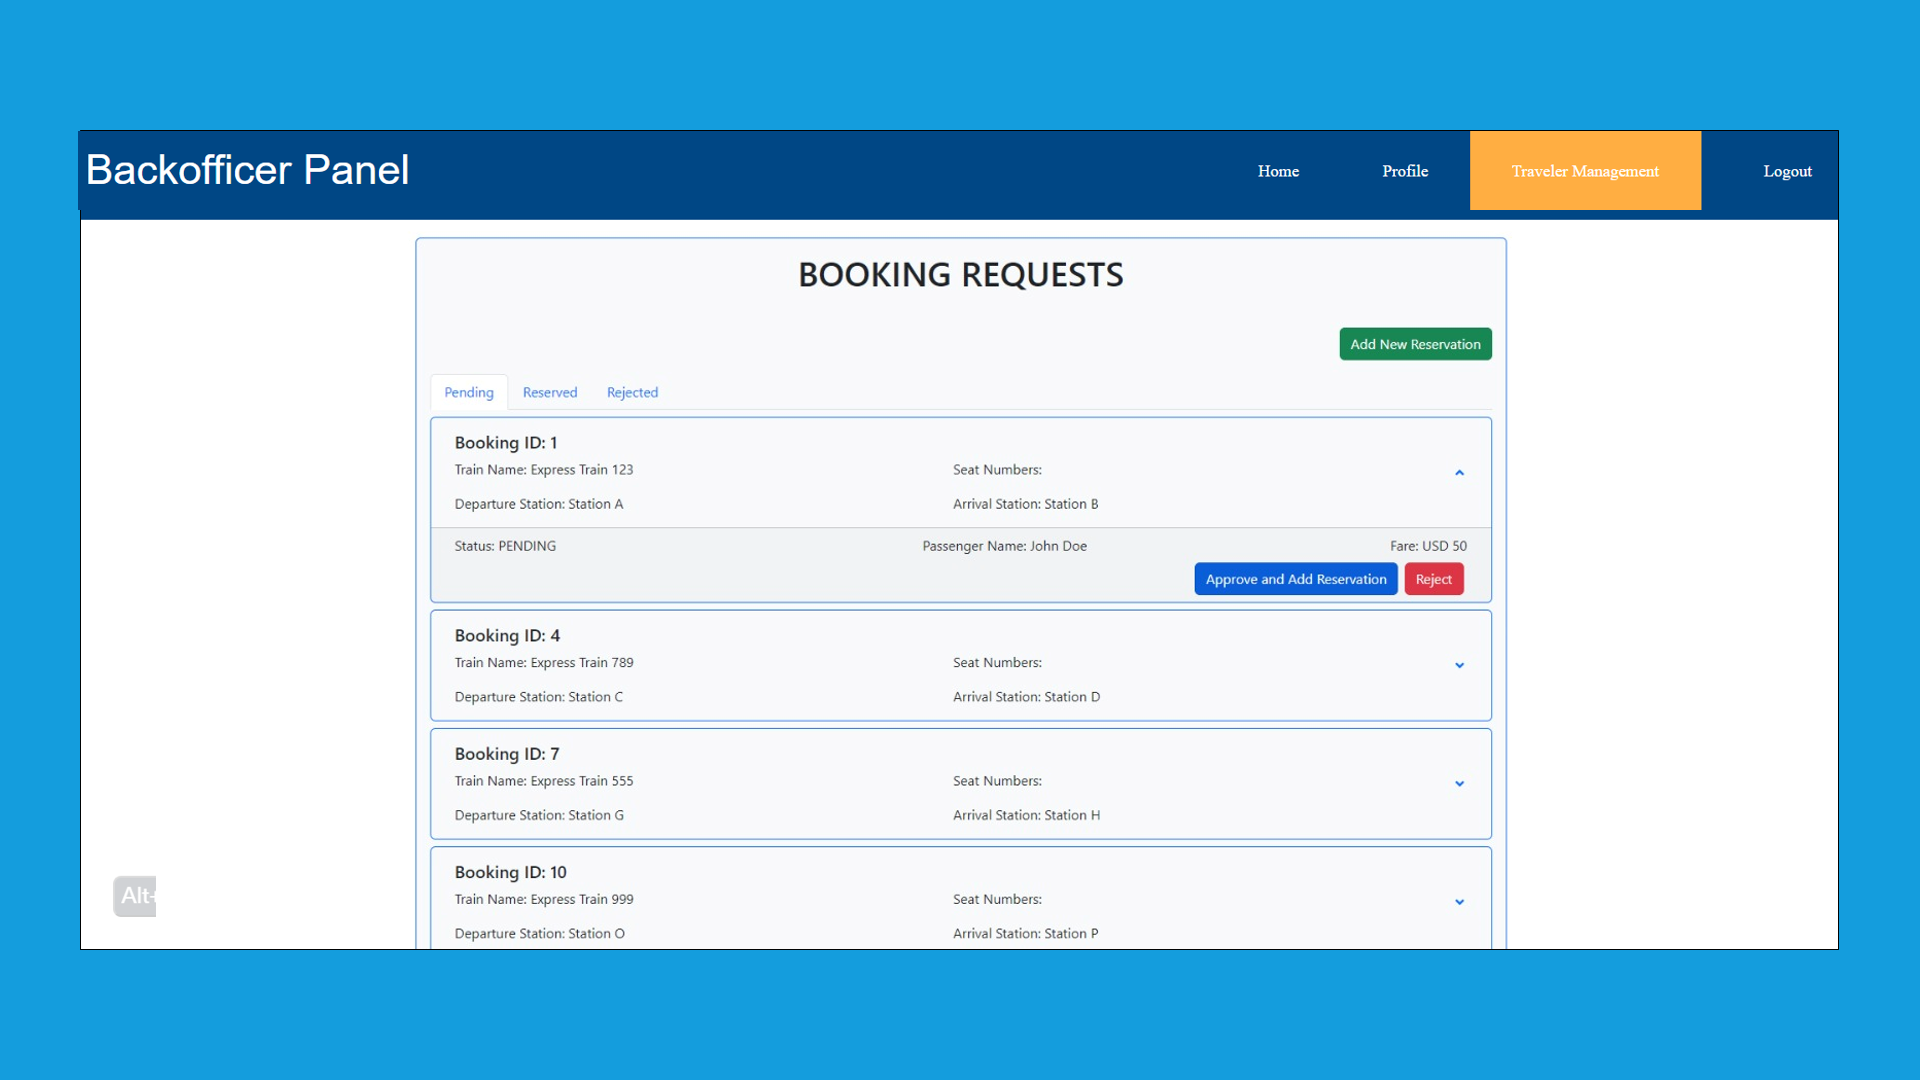 Backofficer Panel
Home
Profile
Traveler Management
Logout
BOOKING REQUESTS
Add New Reservation
Pending
Reserved
Rejected
Booking ID: 1
Train Name: Express Train 123
Seat Numbers:
Departure Station: Station A
Arrival Station: Station B
Status: PENDING
Passenger Name: John Doe
Fare: USD 50
Approve and Add Reservation
Reject
Booking ID: 4
Train Name: Express Train 789
Seat Numbers:
Departure Station: Station C
Arrival Station: Station D
Booking ID: 7
Train Name: Express Train 555
Seat Numbers:
Departure Station: Station G
Arrival Station: Station H
Booking ID: 10
Train Name: Express Train 999
Seat Numbers:
Departure Station: Station O
Arrival Station: Station P
Alt